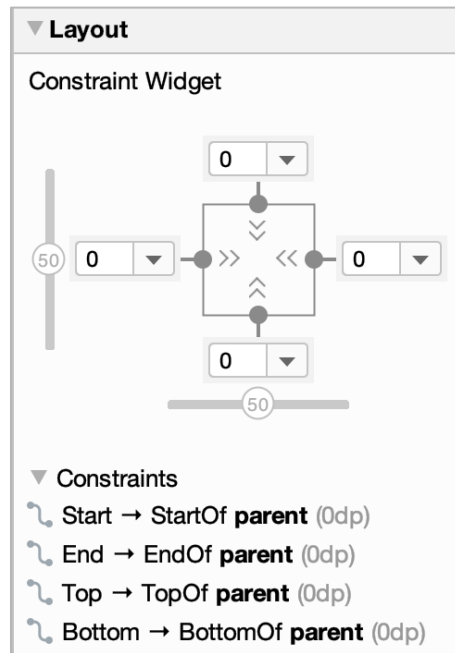 Layout
Constraint Widget
0
50
0
0
0
50
Constraints
Start → StartOf parent (0dp)
End → EndOf parent (0dp)
Top → TopOf parent (0dp)
Bottom → BottomOf parent (0dp)